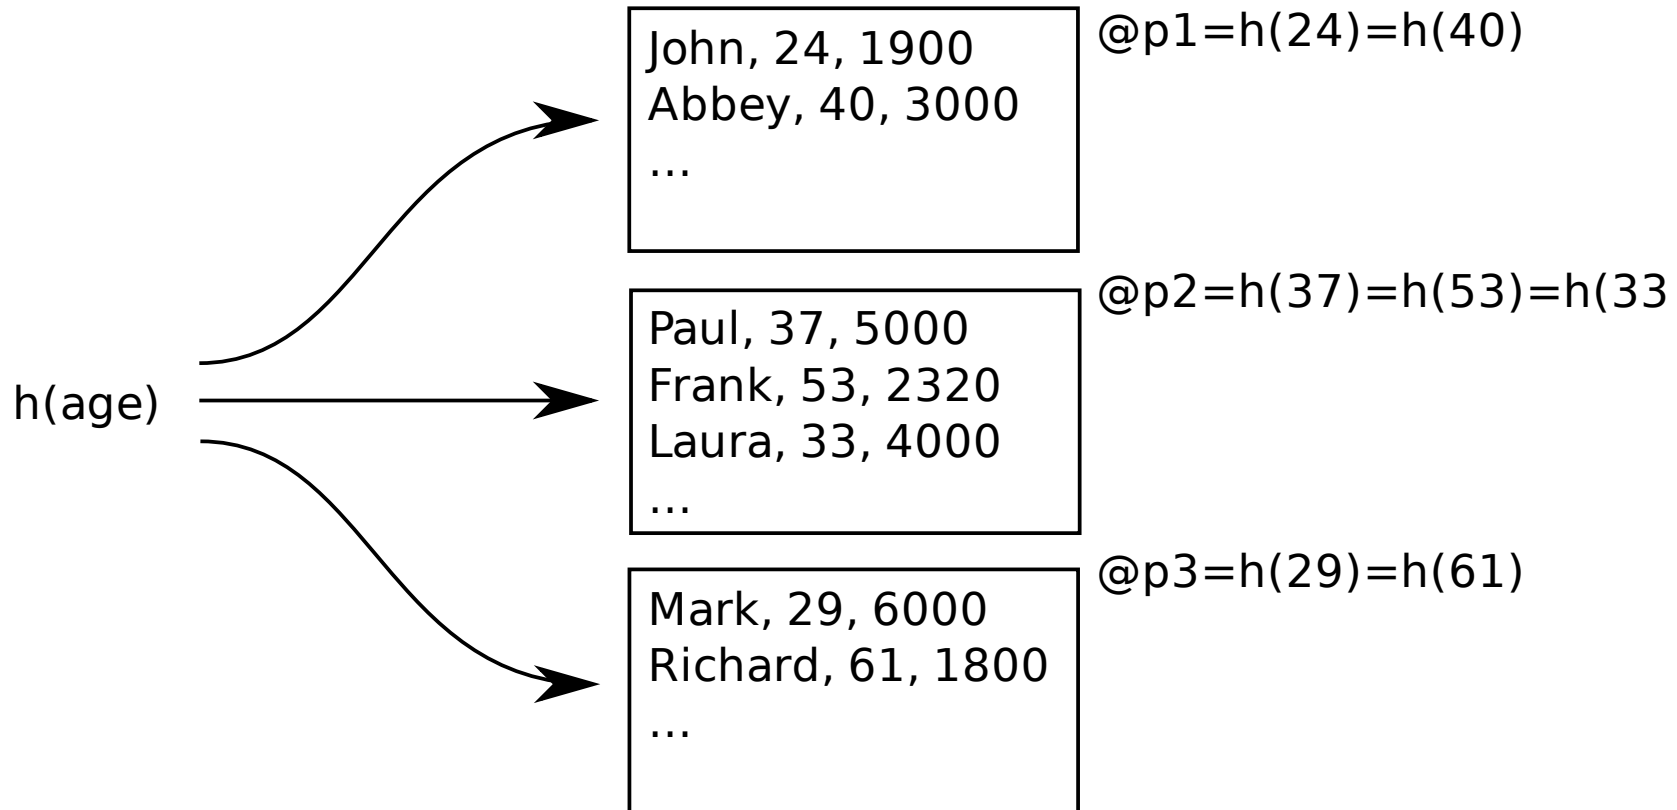 John, 24, 1900
Abbey, 40, 3000
...
@p1=h(24)=h(40)
h(age)
Paul, 37, 5000
Frank, 53, 2320
Laura, 33, 4000
...
@p2=h(37)=h(53)=h(33
Mark, 29, 6000
Richard, 61, 1800
...
@p3=h(29)=h(61)